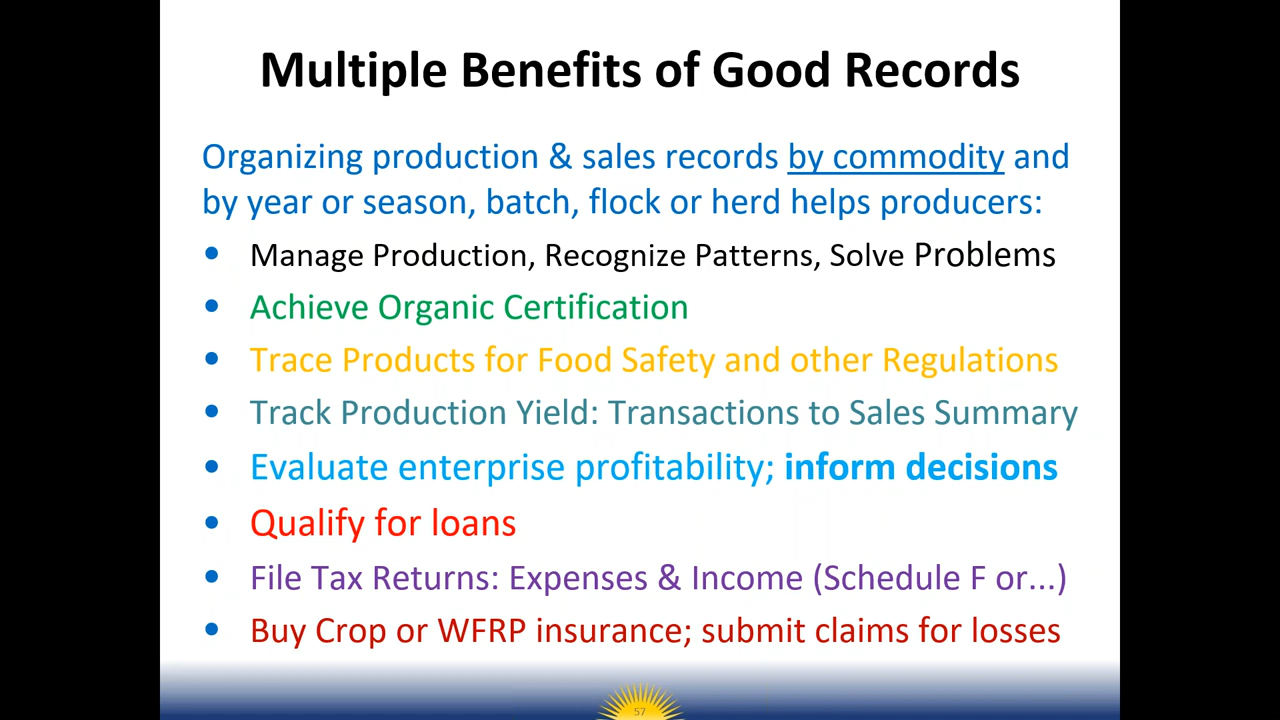 Multiple Benefits of Good Records
Organizing production & sales records by commodity and
by year or season, batch, flock or herd helps producers:
• Manage Production, Recognize Patterns, Solve Problems
• Achieve Organic Certification
• Trace Products for Food Safety and other Regulations
• Track Production Yield: Transactions to Sales Summary
• Evaluate enterprise profitability; inform decisions
• Qualify for loans
• File Tax Returns: Expenses & Income (Schedule F or...)
• Buy Crop or WFRP insurance; submit claims for losses
57